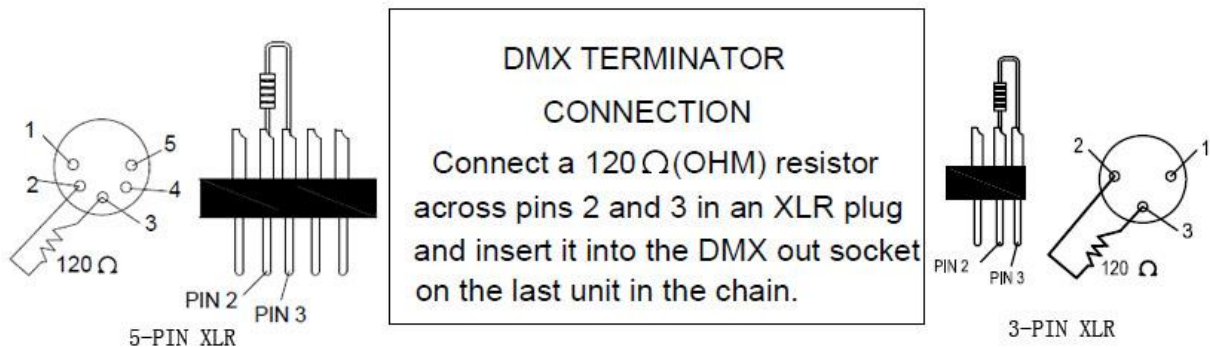 1
2
5
4
3
120 Ω
PIN 2
PIN 3
5-PIN XLR
DMX TERMINATOR
CONNECTION
Connect a 120Ω(OHM) resistor
across pins 2 and 3 in an XLR plug
and insert it into the DMX out socket
on the last unit in the chain.
PIN 2
PIN 3
2
1
3
120 Ω
3-PIN XLR